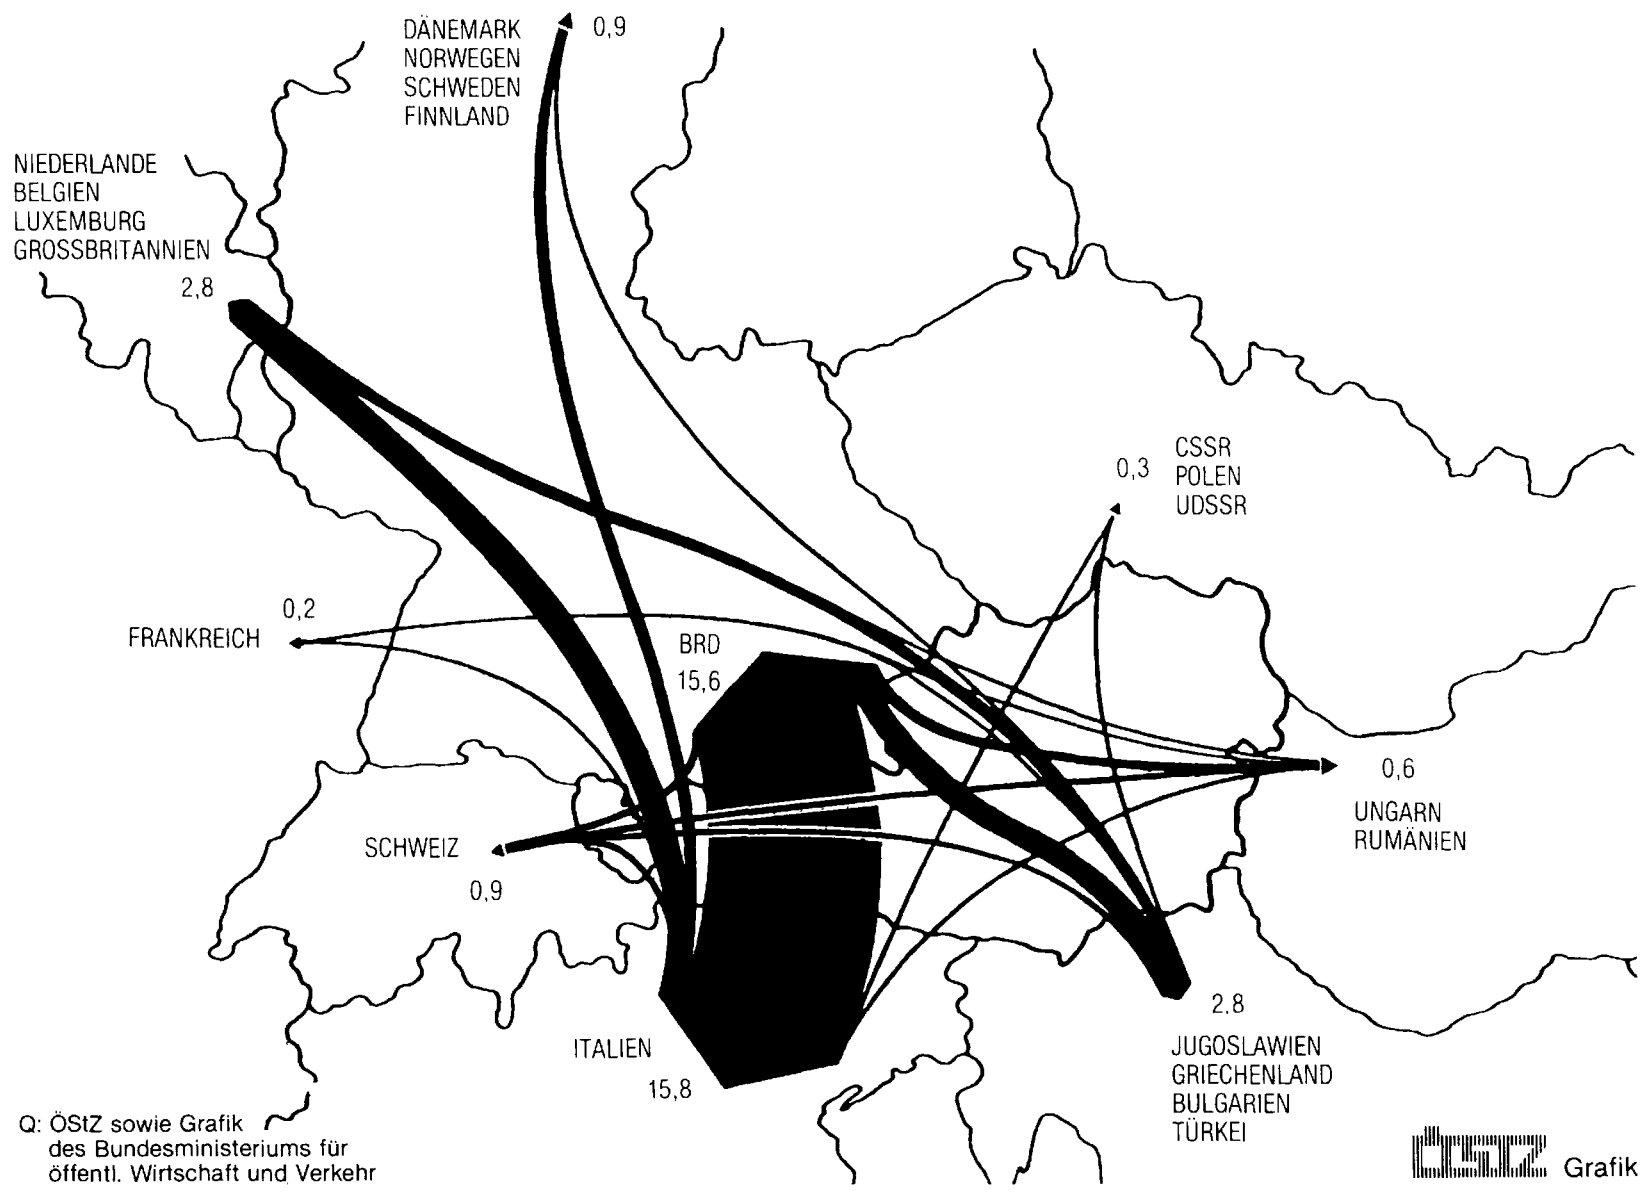 DÄNEMARK
NORWEGEN
SCHWEDEN
FINNLAND
0,9
NIEDERLANDE
BELGIEN
LUXEMBURG
GROSSBRITANNIEN
2,8
CSSR
POLEN
UDSSR
0,3
FRANKREICH
0,2
BRD
15,6
SCHWEIZ
0,9
0,6
UNGARN
RUMÄNIEN
ITALIEN
15,8
2,8
JUGOSLAWIEN
GRIECHENLAND
BULGARIEN
TÜRKEI
Q: ÖStZ sowie Grafik
des Bundesministeriums für
öffentl. Wirtschaft und Verkehr
östz Grafik